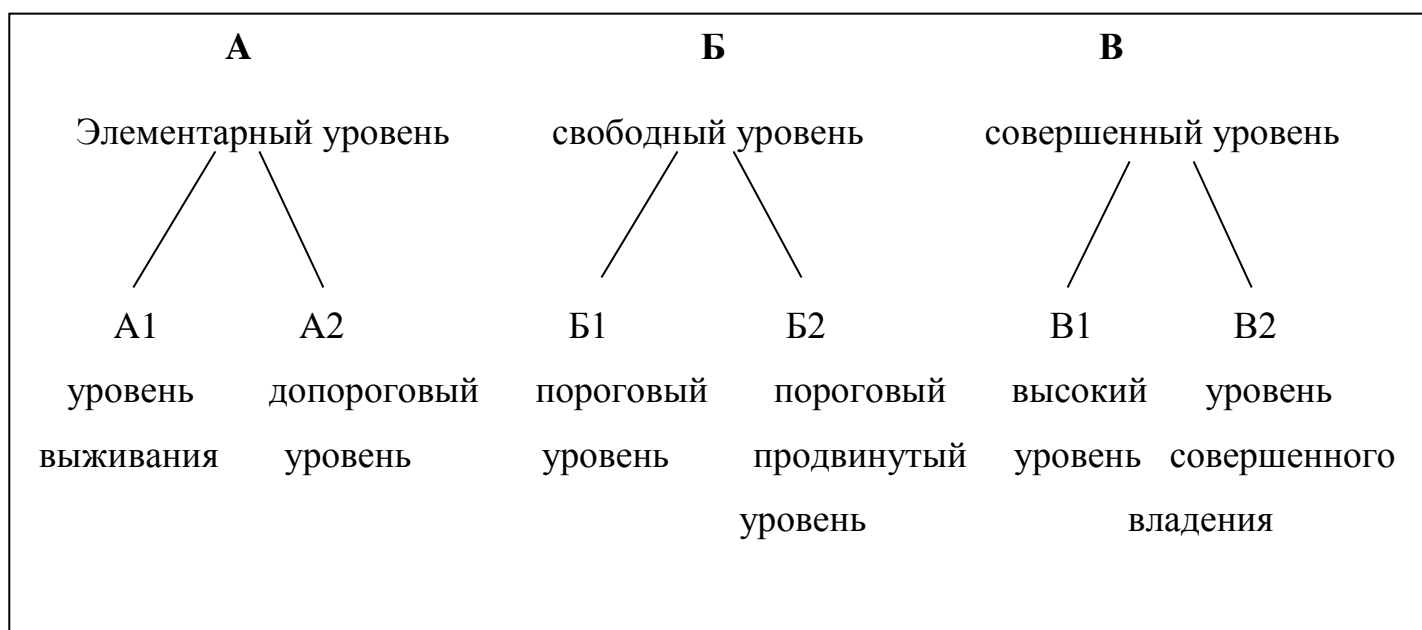 А Б В
Элементарный уровень свободный уровень совершенный уровень
А1 А2 Б1 Б2 В1 В2
уровень допороговый пороговый пороговый высокий уровень
выживания уровень уровень продвинутый уровень совершенного
уровень владения